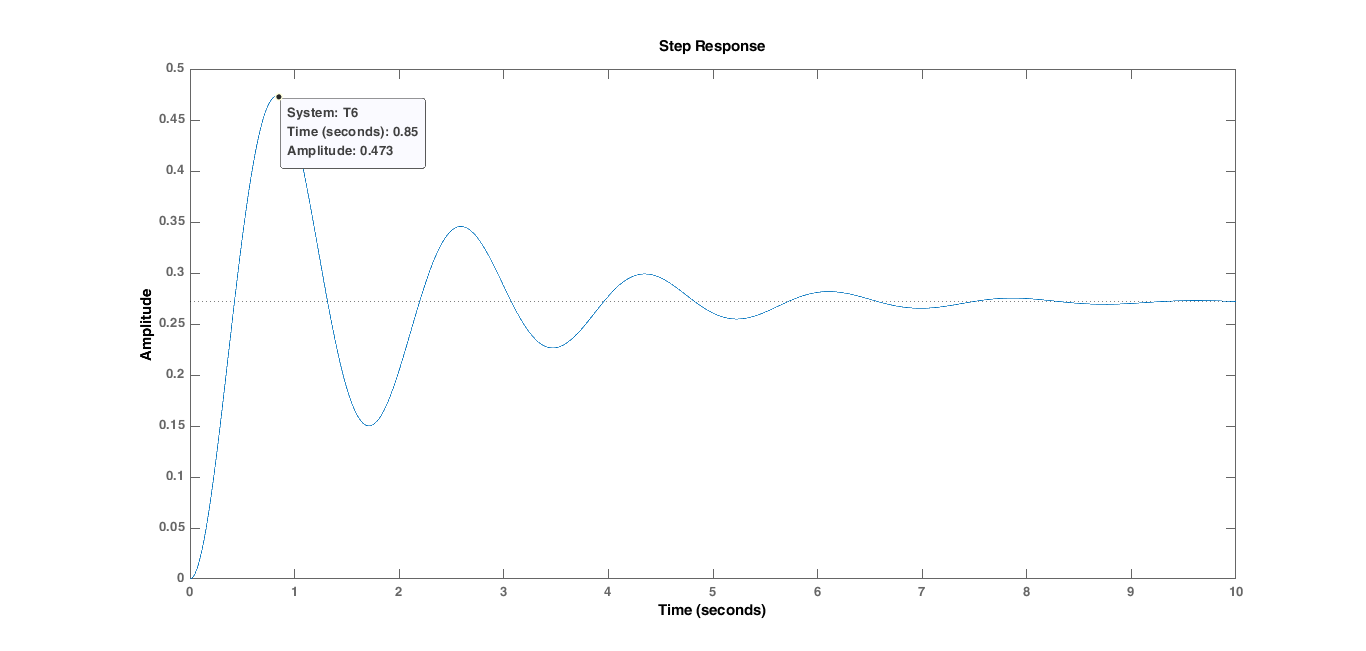 Step Response
0.5
0.45
0.4
0.35
0.3
0.25
0.2
0.15
0.1
0.05
0
System: T6
Time (seconds): 0.85
Amplitude: 0.473
Amplitude
0 1 2 3 4 5 6 7 8 9 10
Time (seconds)